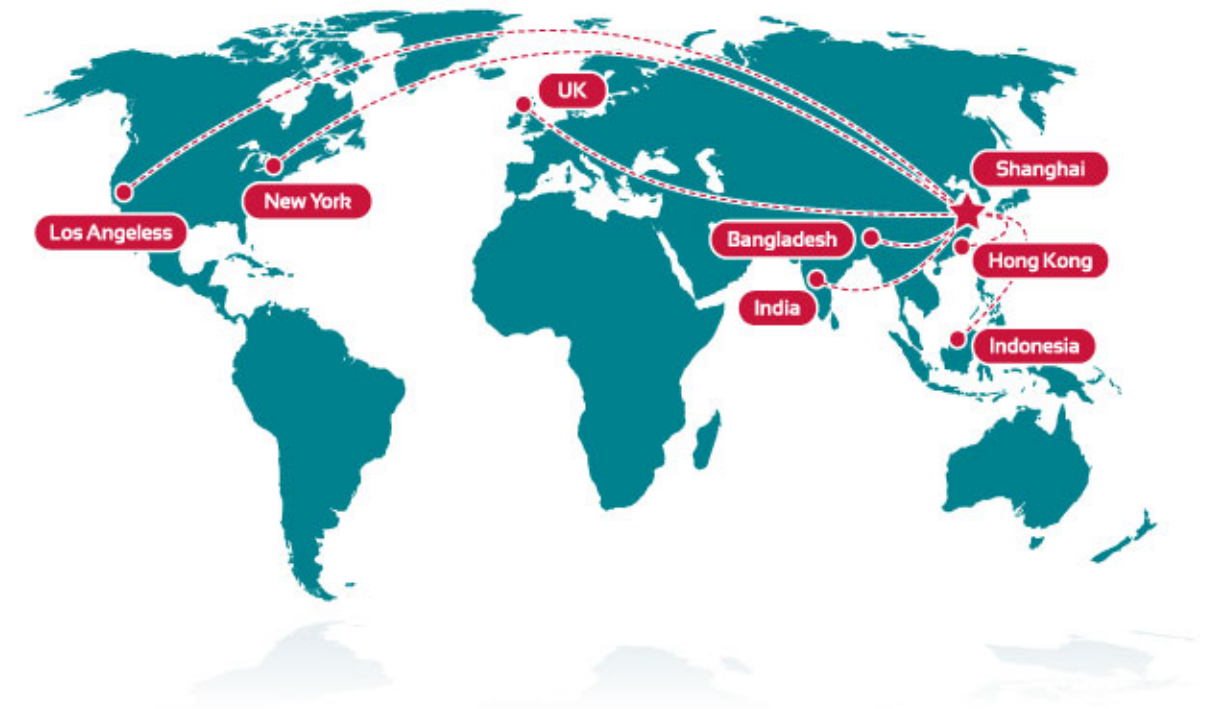 UK
Shanghai
New York
Los Angeless
Bangladesh
Hong Kong
India
Indonesia